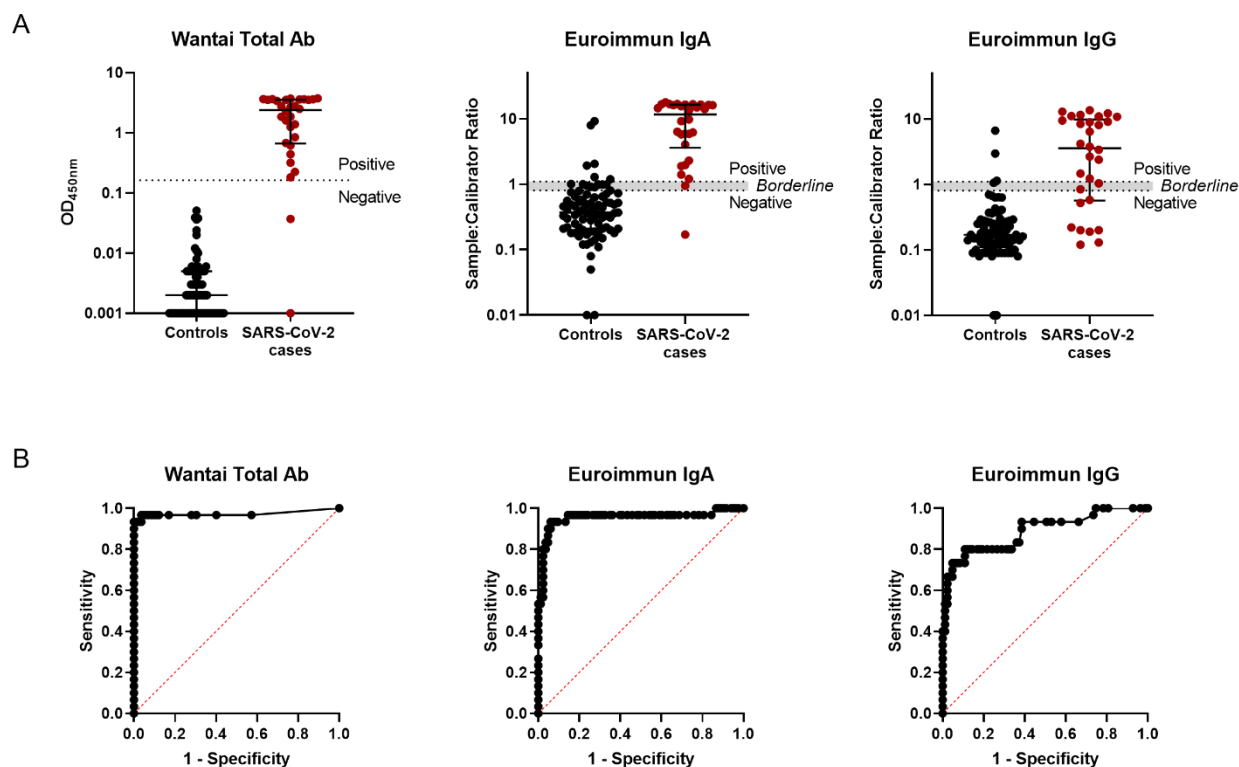 A
Wantai Total Ab
Euroimmun IgA
Euroimmun IgG
OD450nm
10
1
0.1
0.01
0.001
Positive
Negative
Controls
SARS-CoV-2
cases
Sample:Calibrator Ratio
10
1
0.1
0.01
Positive
Borderline
Negative
Controls
SARS-CoV-2
cases
Sample:Calibrator Ratio
10
1
0.1
0.01
Positive
Borderline
Negative
Controls
SARS-CoV-2
cases
B
Wantai Total Ab
Euroimmun IgA
Euroimmun IgG
Sensitivity
1.0
0.8
0.6
0.4
0.2
0.0
0.0 0.2 0.4 0.6 0.8 1.0
1 - Specificity
Sensitivity
1.0
0.8
0.6
0.4
0.2
0.0
0.0 0.2 0.4 0.6 0.8 1.0
1 - Specificity
Sensitivity
1.0
0.8
0.6
0.4
0.2
0.0
0.0 0.2 0.4 0.6 0.8 1.0
1 - Specificity